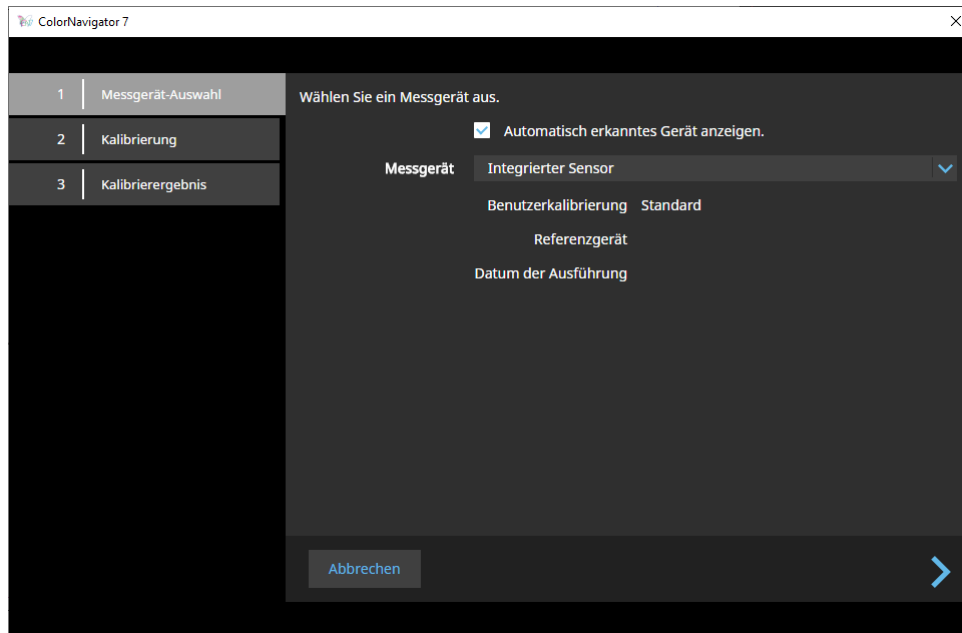 ColorNavigator 7
1 Messgerät-Auswahl
2 Kalibrierung
3 Kalibrierergebnis
Wählen Sie ein Messgerät aus.
Automatisch erkanntes Gerät anzeigen.
Messgerät Integrierter Sensor
Benutzerkalibrierung Standard
Referenzgerät
Datum der Ausführung
Abbrechen